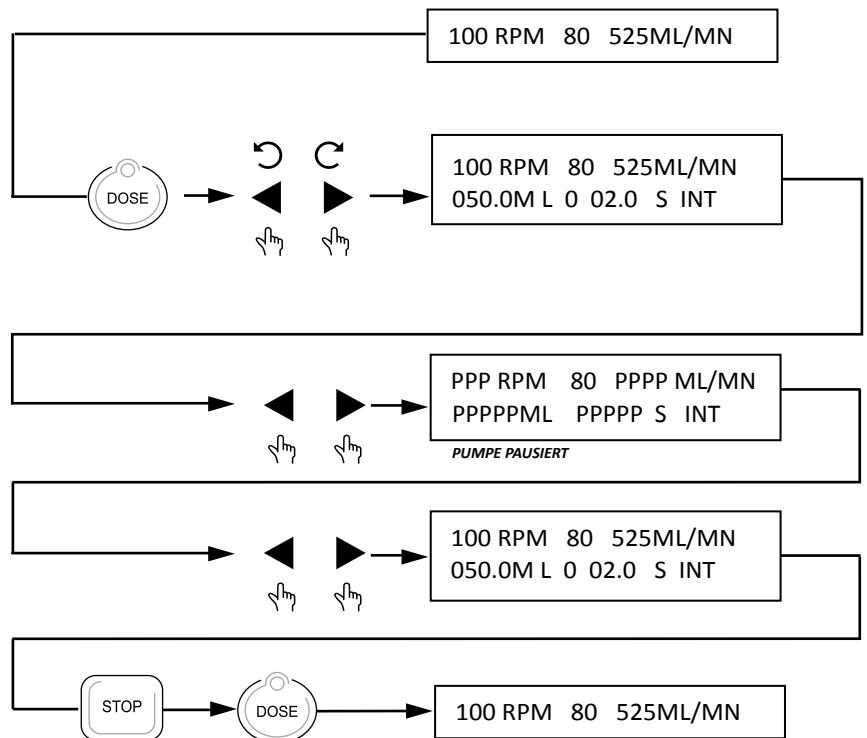 100 RPM 80 525ML/MN
DOSE
100 RPM 80 525ML/MN
050.0M L 0 02.0 S INT
PPP RPM 80 PPPP ML/MN
PPPPPML PPPPP S INT
PUMPE PAUSIERT
100 RPM 80 525ML/MN
050.0M L 0 02.0 S INT
STOP
DOSE
100 RPM 80 525ML/MN